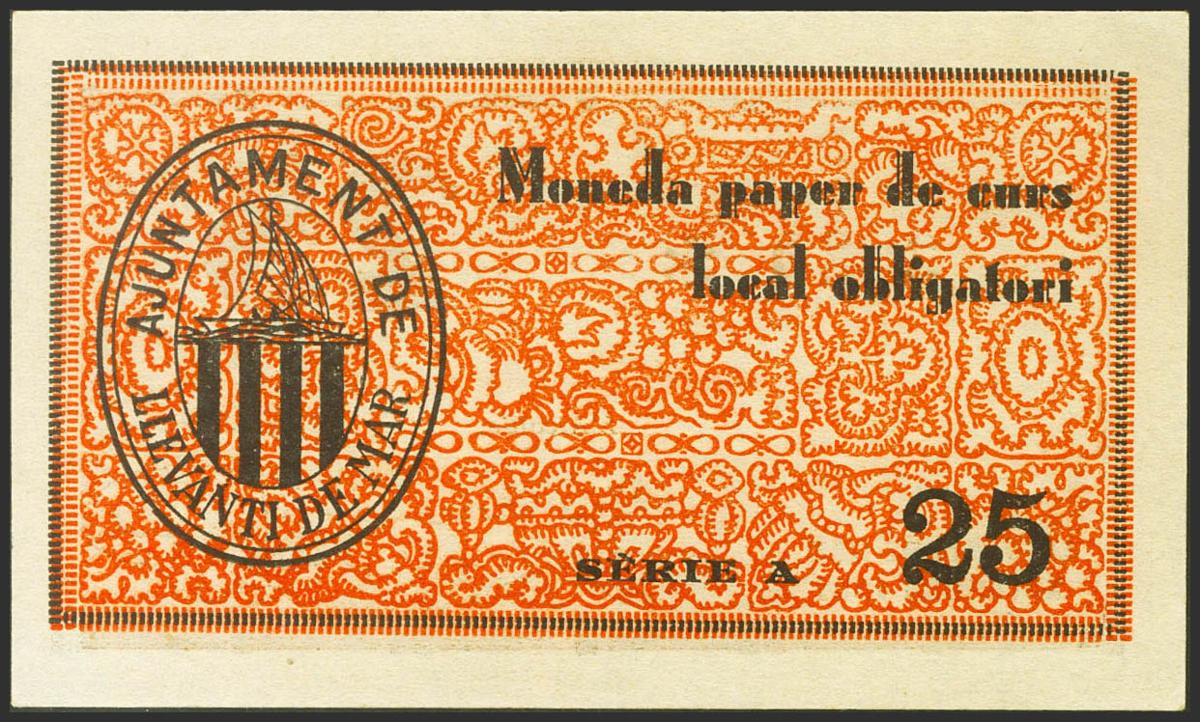 AJUNTAMENT DE
LLEVANTI DE MAR
Moneda paper de curs
local obligatori
SÈRIE A
25